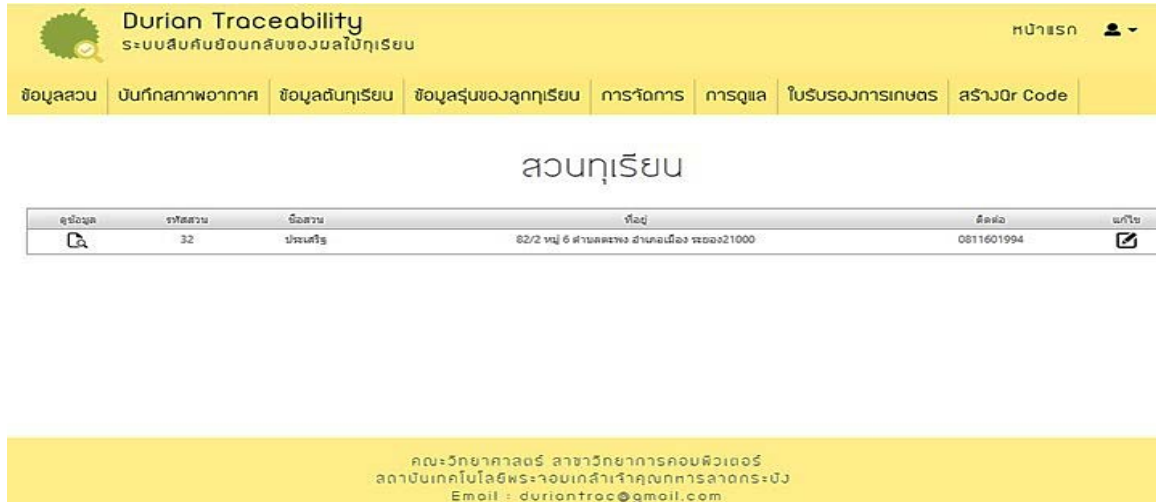 Durian Traceability
ระบบสืบค้นย้อนกลับของผลไม้ทุเรียน
หน้าแรก
ข้อมูลสวน บันทึกสภาพอากาศ ข้อมูลต้นทุเรียน ข้อมูลรุ่นของลูกทุเรียน การจัดการ การดูแล ใบรับรองการเกษตร สร้างQr Code
สวนทุเรียน
ดูข้อมูล รหัสสวน ชื่อสวน ที่อยู่ ติดต่อ แก้ไข
32 ประเสริฐ 82/2 หมู่ 6 ตำบลตะพง อำเภอเมือง ระยอง21000 0811601994
คณะวิทยาศาสตร์ สาขาวิทยาการคอมพิวเตอร์
สถาบันเทคโนโลยีพระจอมเกล้าเจ้าคุณทหารลาดกระบัง
Email : duriantrac@gmail.com